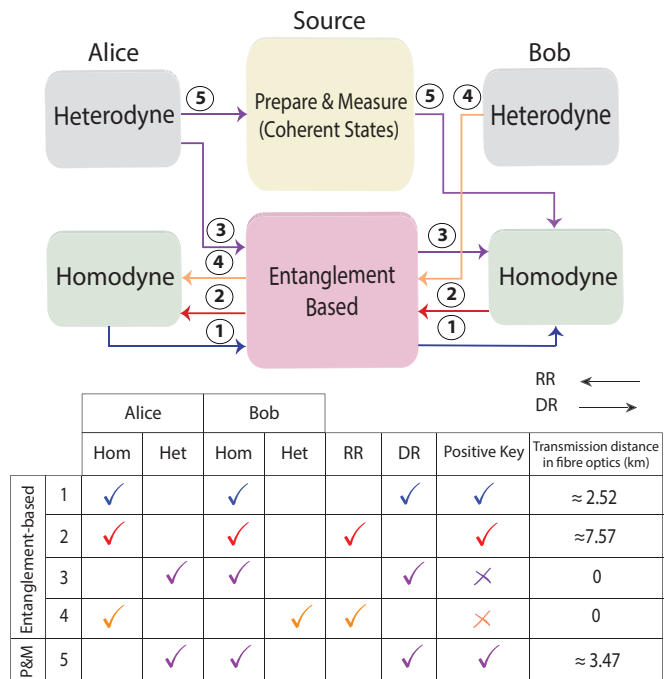 Source
Alice
Bob
5
5
4
Heterodyne
Prepare & Measure
(Coherent States)
Heterodyne
3
3
4
Homodyne
Entanglement
Based
Homodyne
2
2
1
1
RR
DR
Alice Bob
Hom Het Hom Het RR DR Positive Key Transmission distance
in fibre optics (km)
Entanglement-based
1 ✓ ✓ ✓ ✓ ≈ 2.52
2 ✓ ✓ ✓ ✓ ≈7.57
3 ✓ ✓ ✓ × 0
4 ✓ ✓ ✓ × 0
P&M
5 ✓ ✓ ✓ ✓ ≈ 3.47